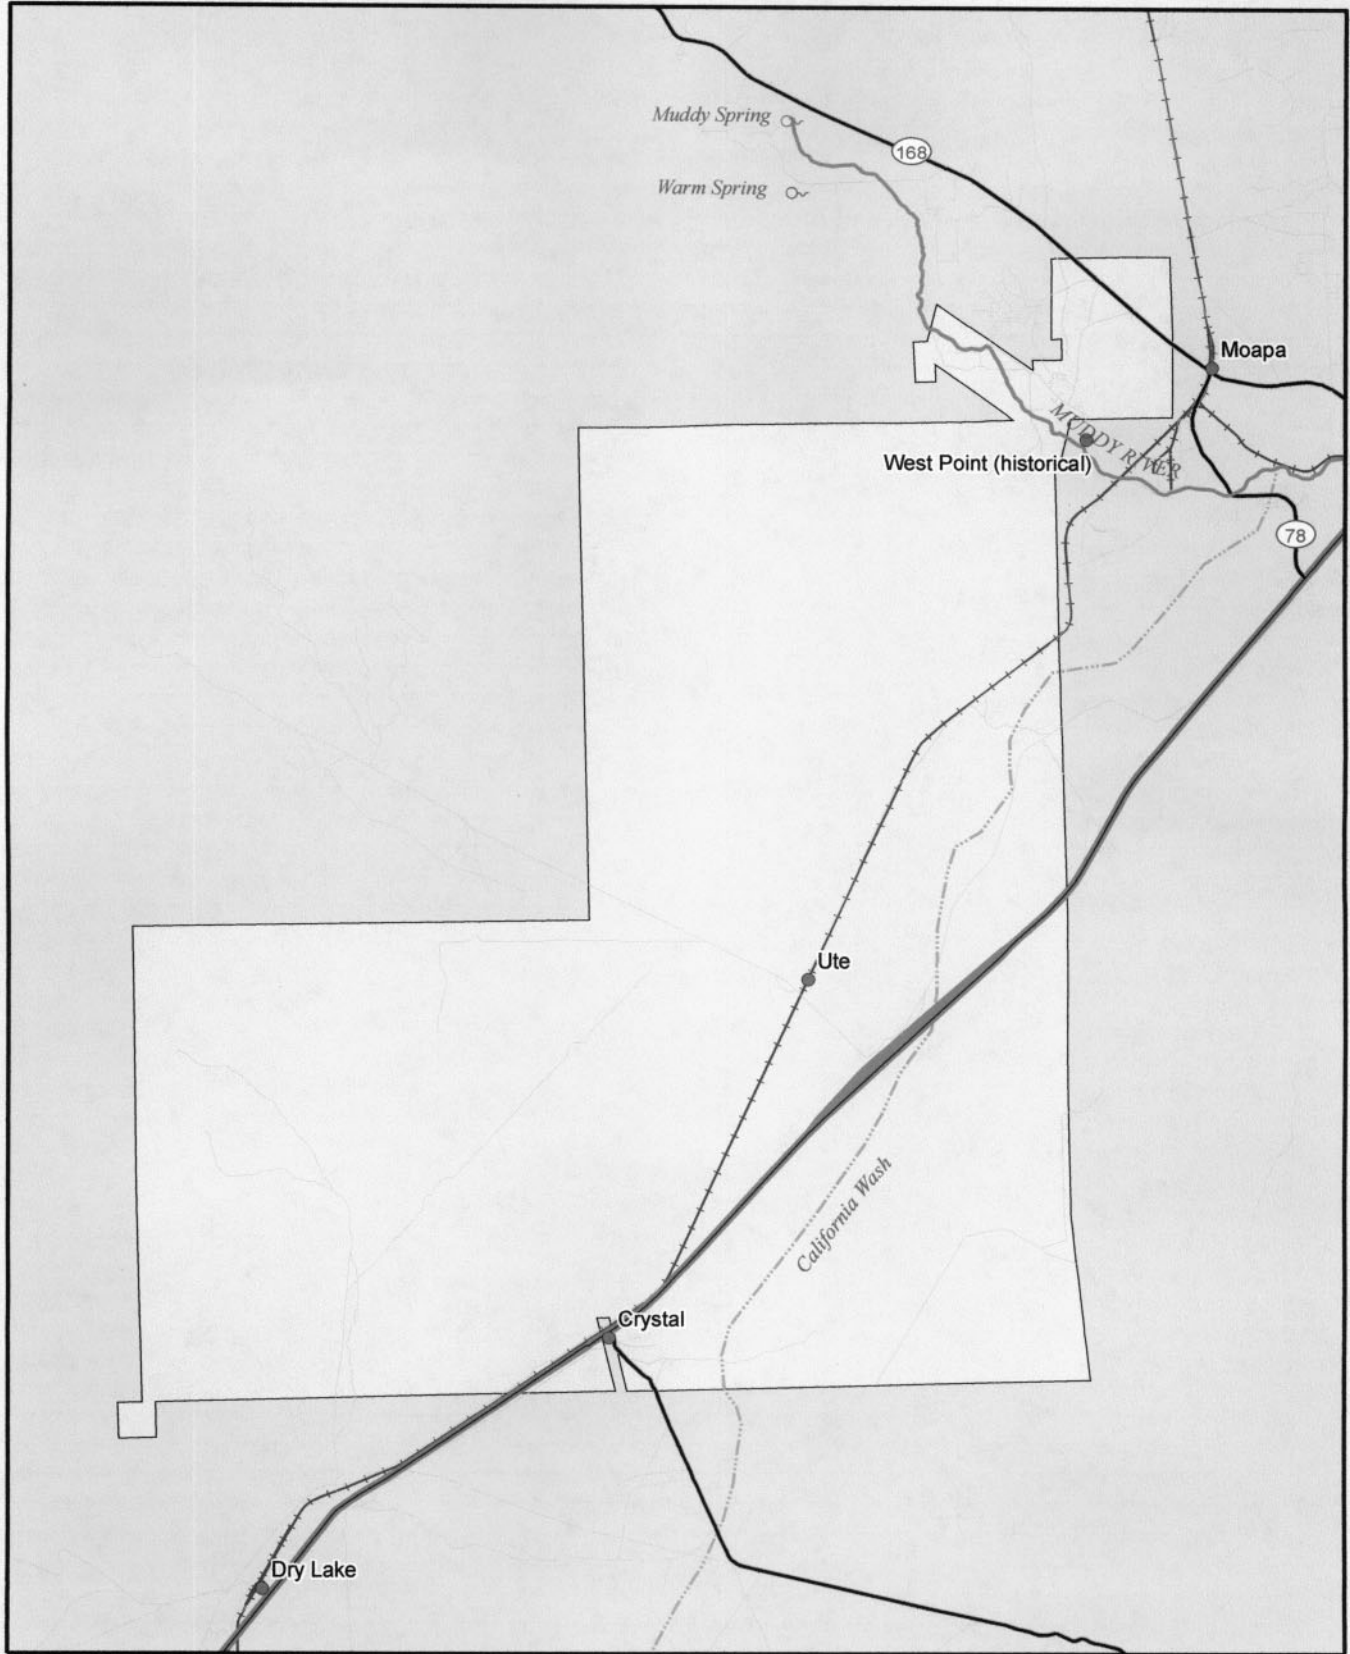 Muddy Spring
168
Warm Spring
Moapa
MUDDY RIVER
West Point (historical)
78
Ute
California Wash
Crystal
Dry Lake